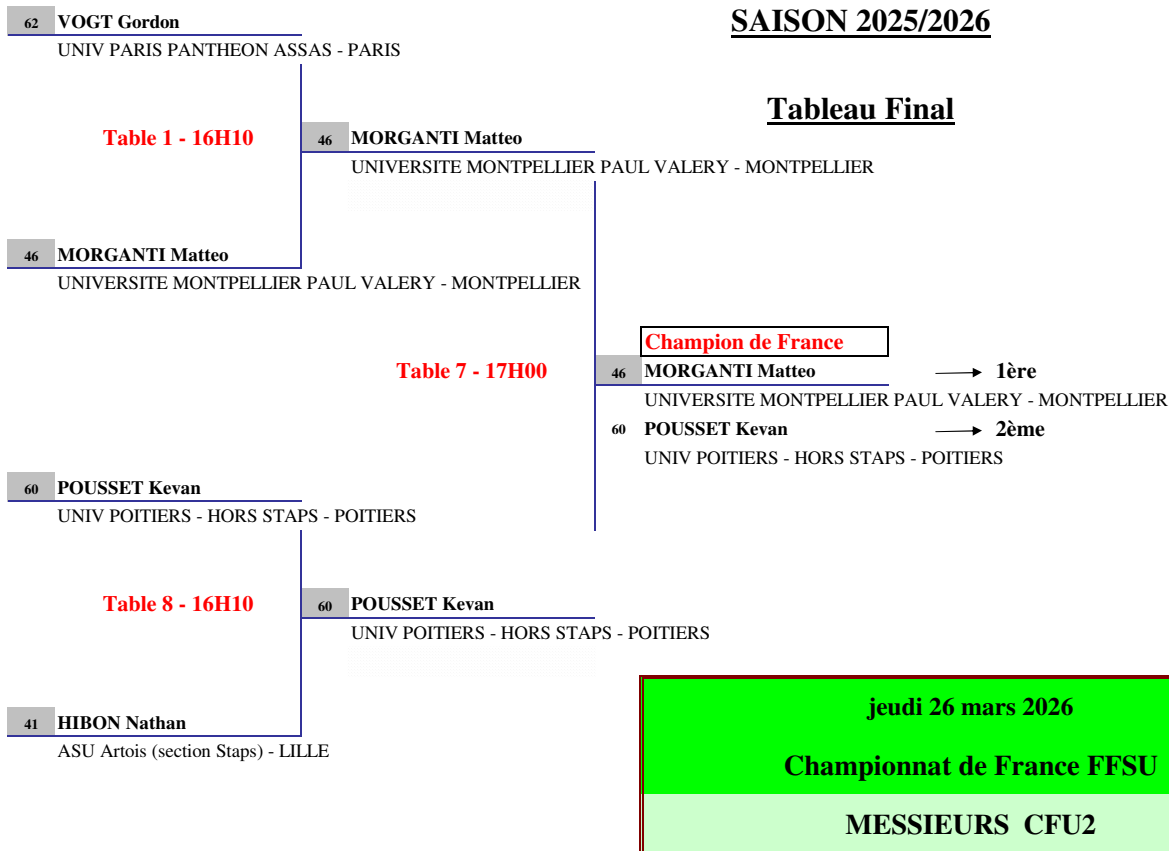 62 VOGT Gordon
SAISON 2025/2026
UNIV PARIS PANTHEON ASSAS - PARIS
Tableau Final
Table 1 - 16H10
46 MORGANTI Matteo
UNIVERSITE MONTPELLIER PAUL VALERY - MONTPELLIER
46 MORGANTI Matteo
UNIVERSITE MONTPELLIER PAUL VALERY - MONTPELLIER
Champion de France
Table 7 - 17H00
46 MORGANTI Matteo → 1ère
UNIVERSITE MONTPELLIER PAUL VALERY - MONTPELLIER
60 POUSSET Kevan → 2ème
UNIV POITIERS - HORS STAPS - POITIERS
60 POUSSET Kevan
UNIV POITIERS - HORS STAPS - POITIERS
Table 8 - 16H10
60 POUSSET Kevan
UNIV POITIERS - HORS STAPS - POITIERS
41 HIBON Nathan
ASU Artois (section Staps) - LILLE
jeudi 26 mars 2026
Championnat de France FFSU
MESSIEURS CFU2